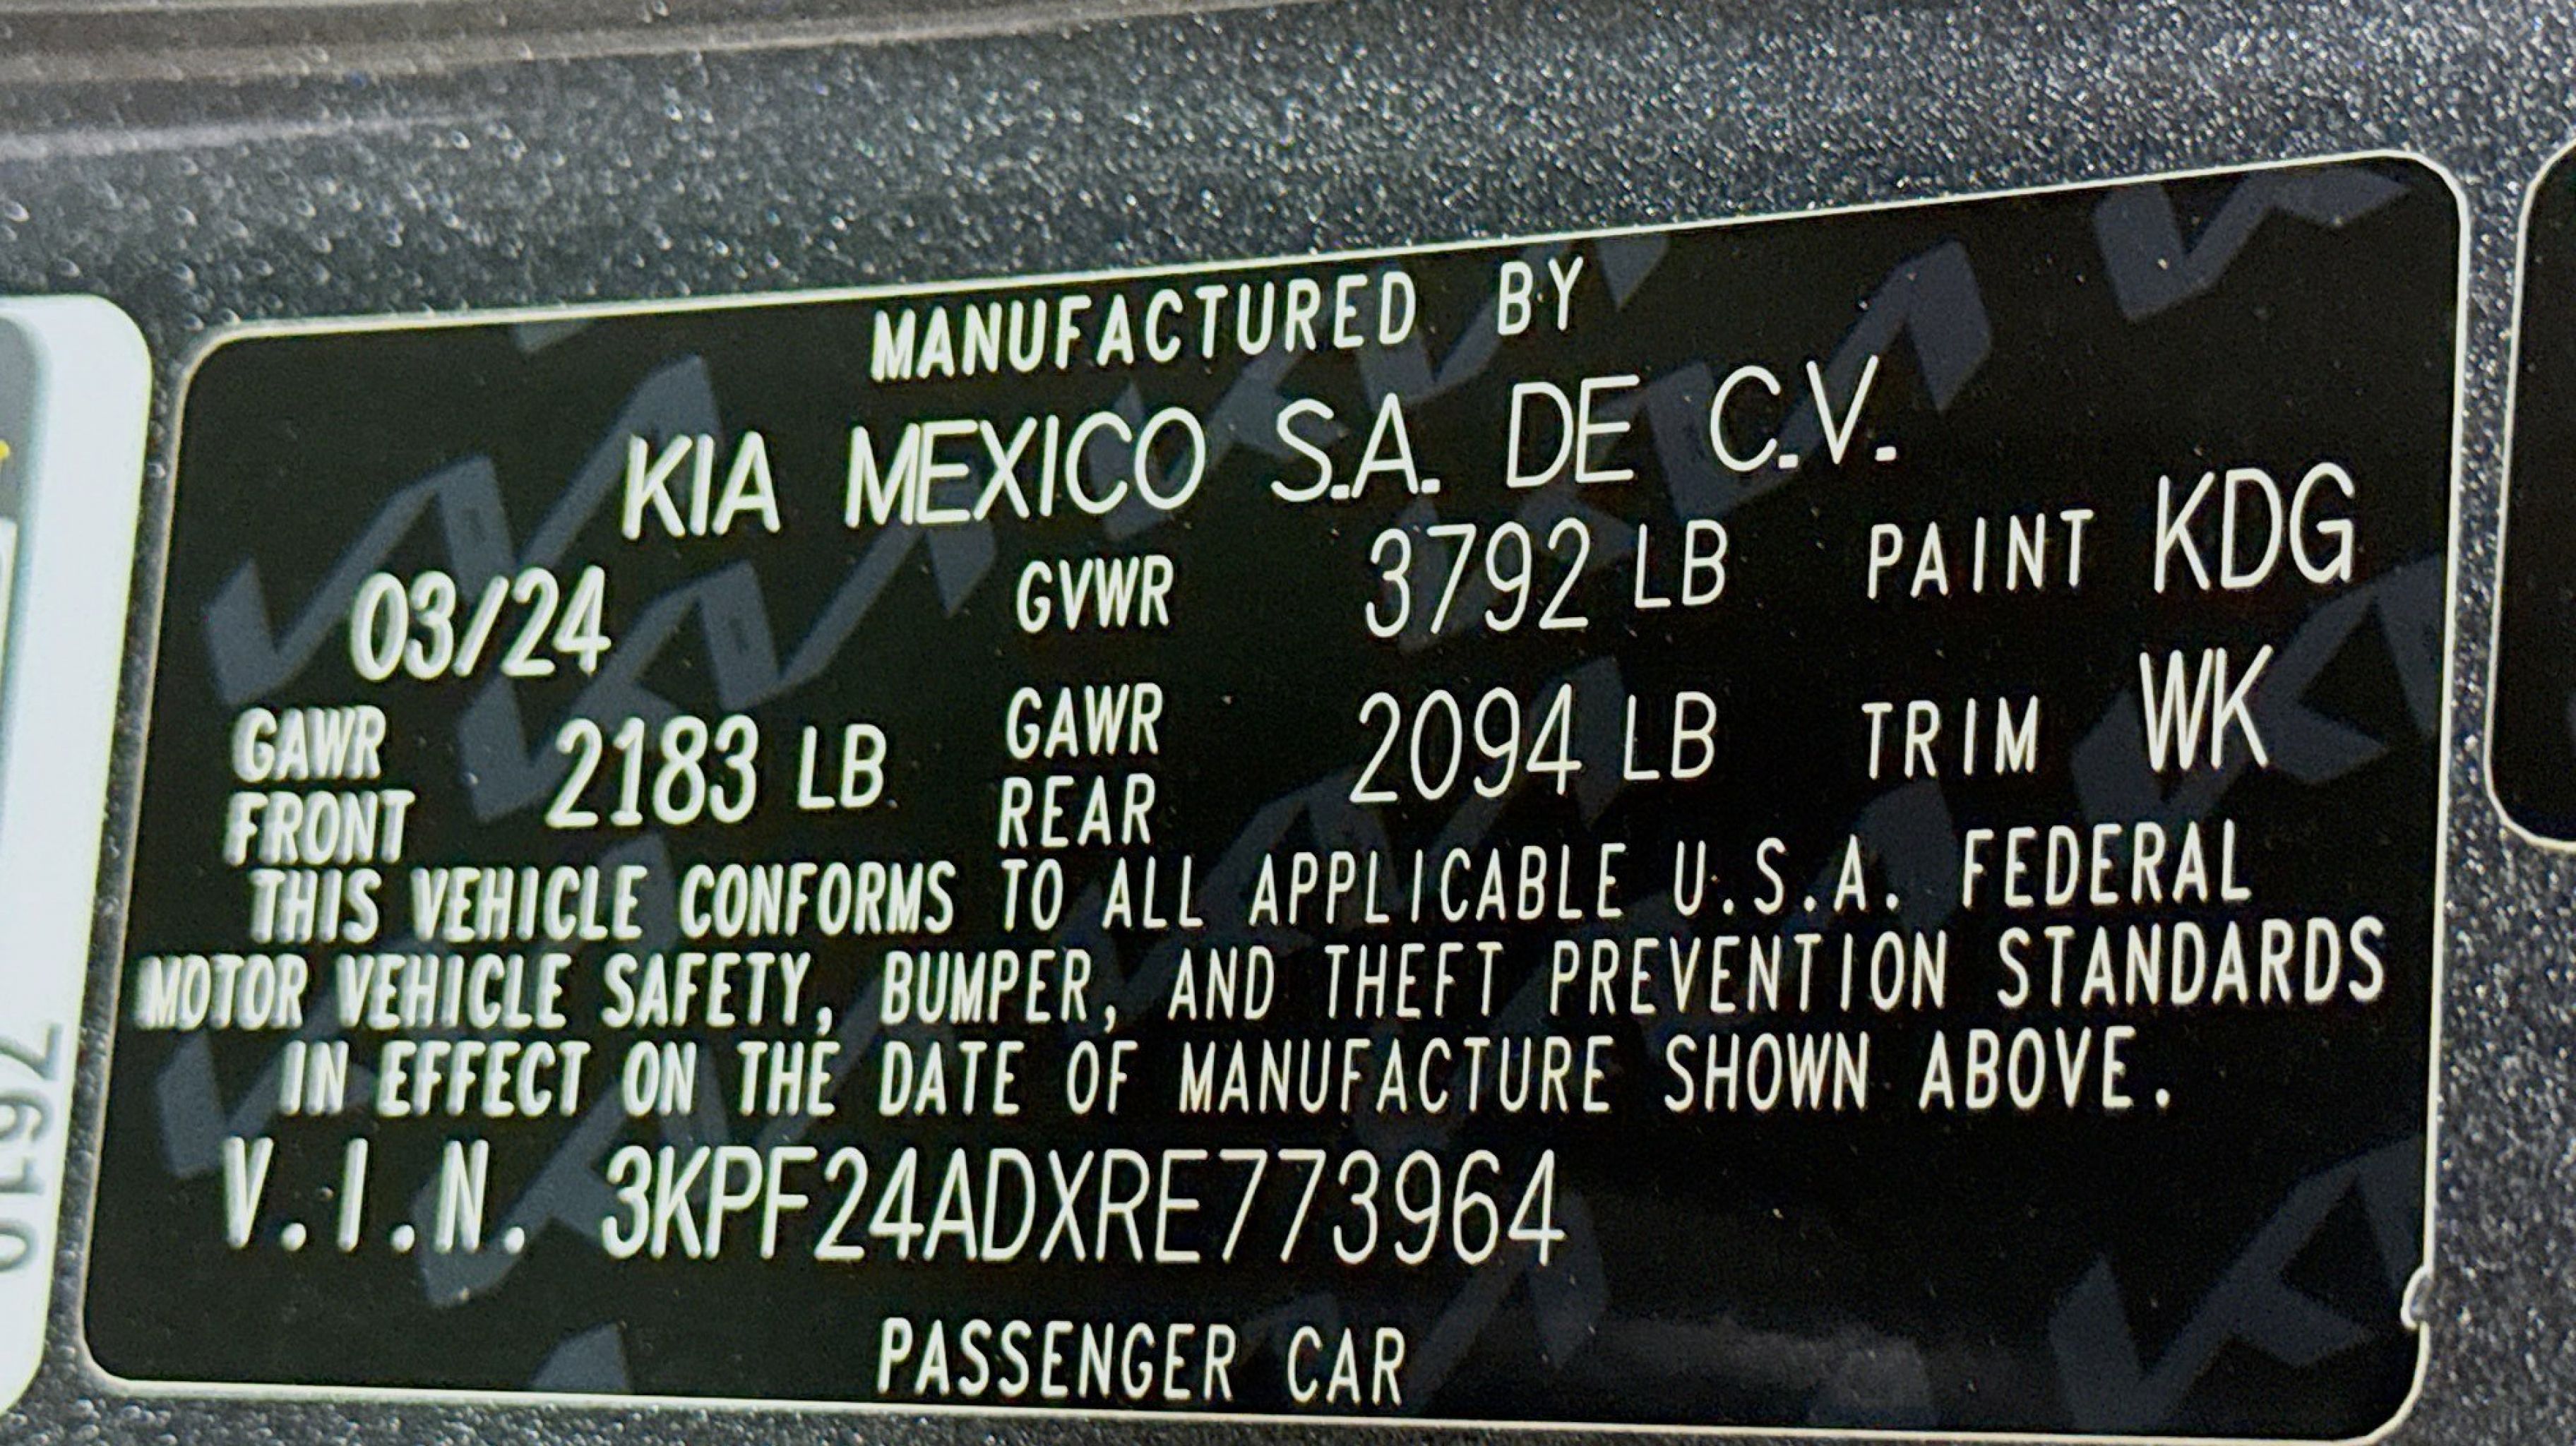 MANUFACTURED BY
KIA MEXICO S.A. DE C.V.
03/24 GVWR 3792 LB PAINT KDG
GAWR FRONT 2183 LB GAWR REAR 2094 LB TRIM WK
THIS VEHICLE CONFORMS TO ALL APPLICABLE U.S.A. FEDERAL
MOTOR VEHICLE SAFETY, BUMPER, AND THEFT PREVENTION STANDARDS
IN EFFECT ON THE DATE OF MANUFACTURE SHOWN ABOVE.
V.I.N. 3KPF24ADXRE773964
PASSENGER CAR